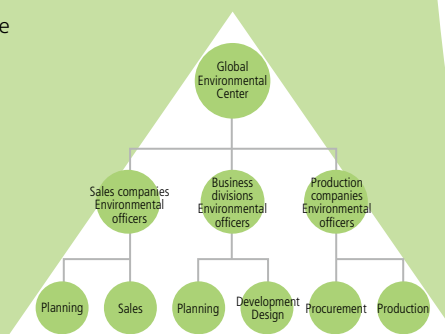 e
Global
Environmental
Center
Sales companies
Environmental
officers
Business
divisions
Environmental
officers
Production
companies
Environmental
officers
Planning
Sales
Planning
Development
Design
Procurement
Production